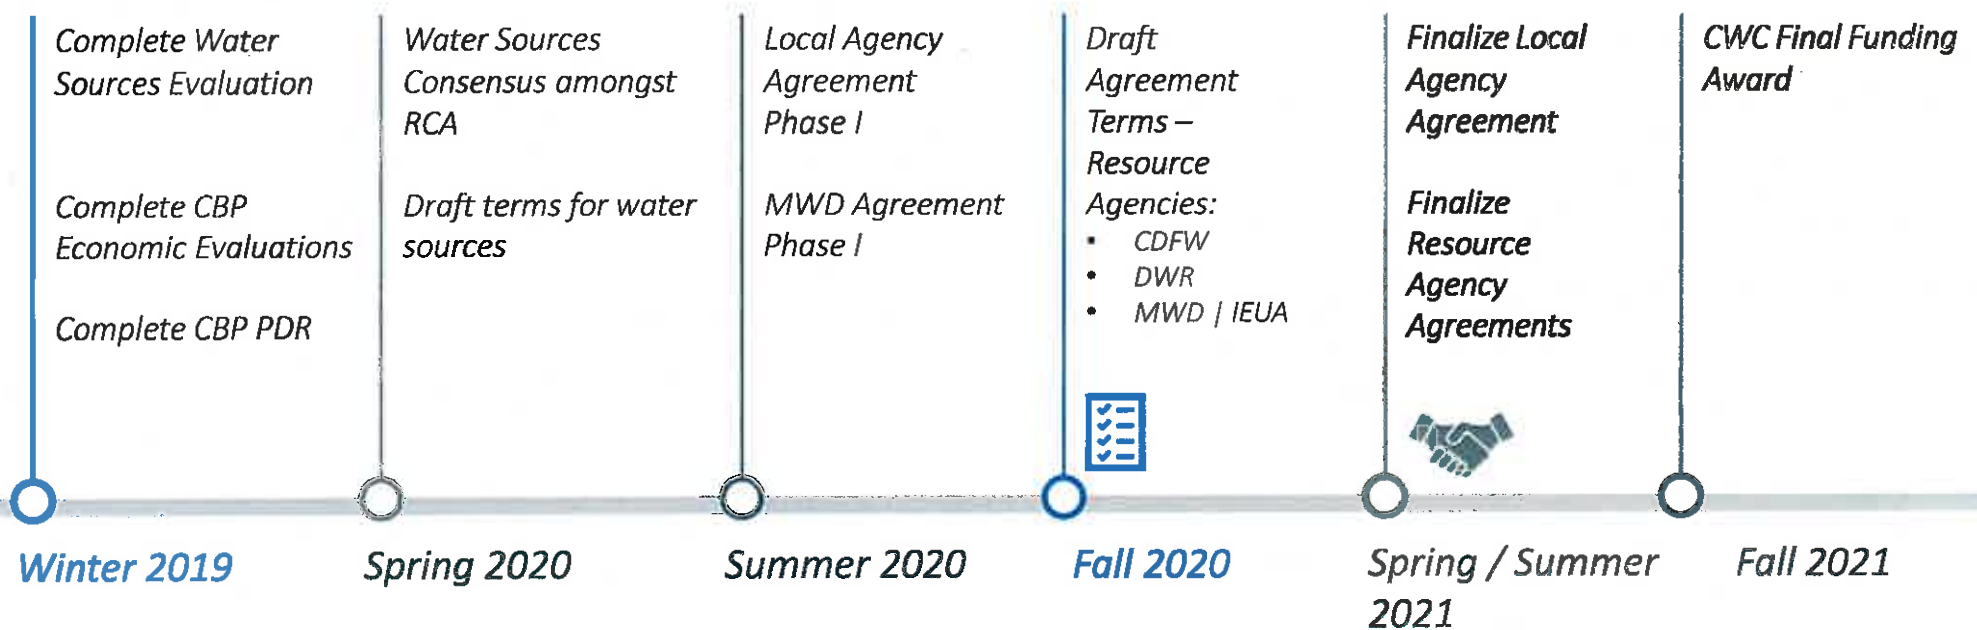 Complete Water
Sources Evaluation
Complete CBP
Economic Evaluations
Complete CBP PDR
Water Sources
Consensus amongst
RCA
Draft terms for water
sources
Local Agency
Agreement
Phase I
MWD Agreement
Phase I
Draft
Agreement
Terms –
Resource
Agencies:
• CDFW
• DWR
• MWD | IEUA
Finalize Local
Agency
Agreement
Finalize
Resource
Agency
Agreements
CWC Final Funding
Award
Winter 2019
Spring 2020
Summer 2020
Fall 2020
Spring / Summer
2021
Fall 2021